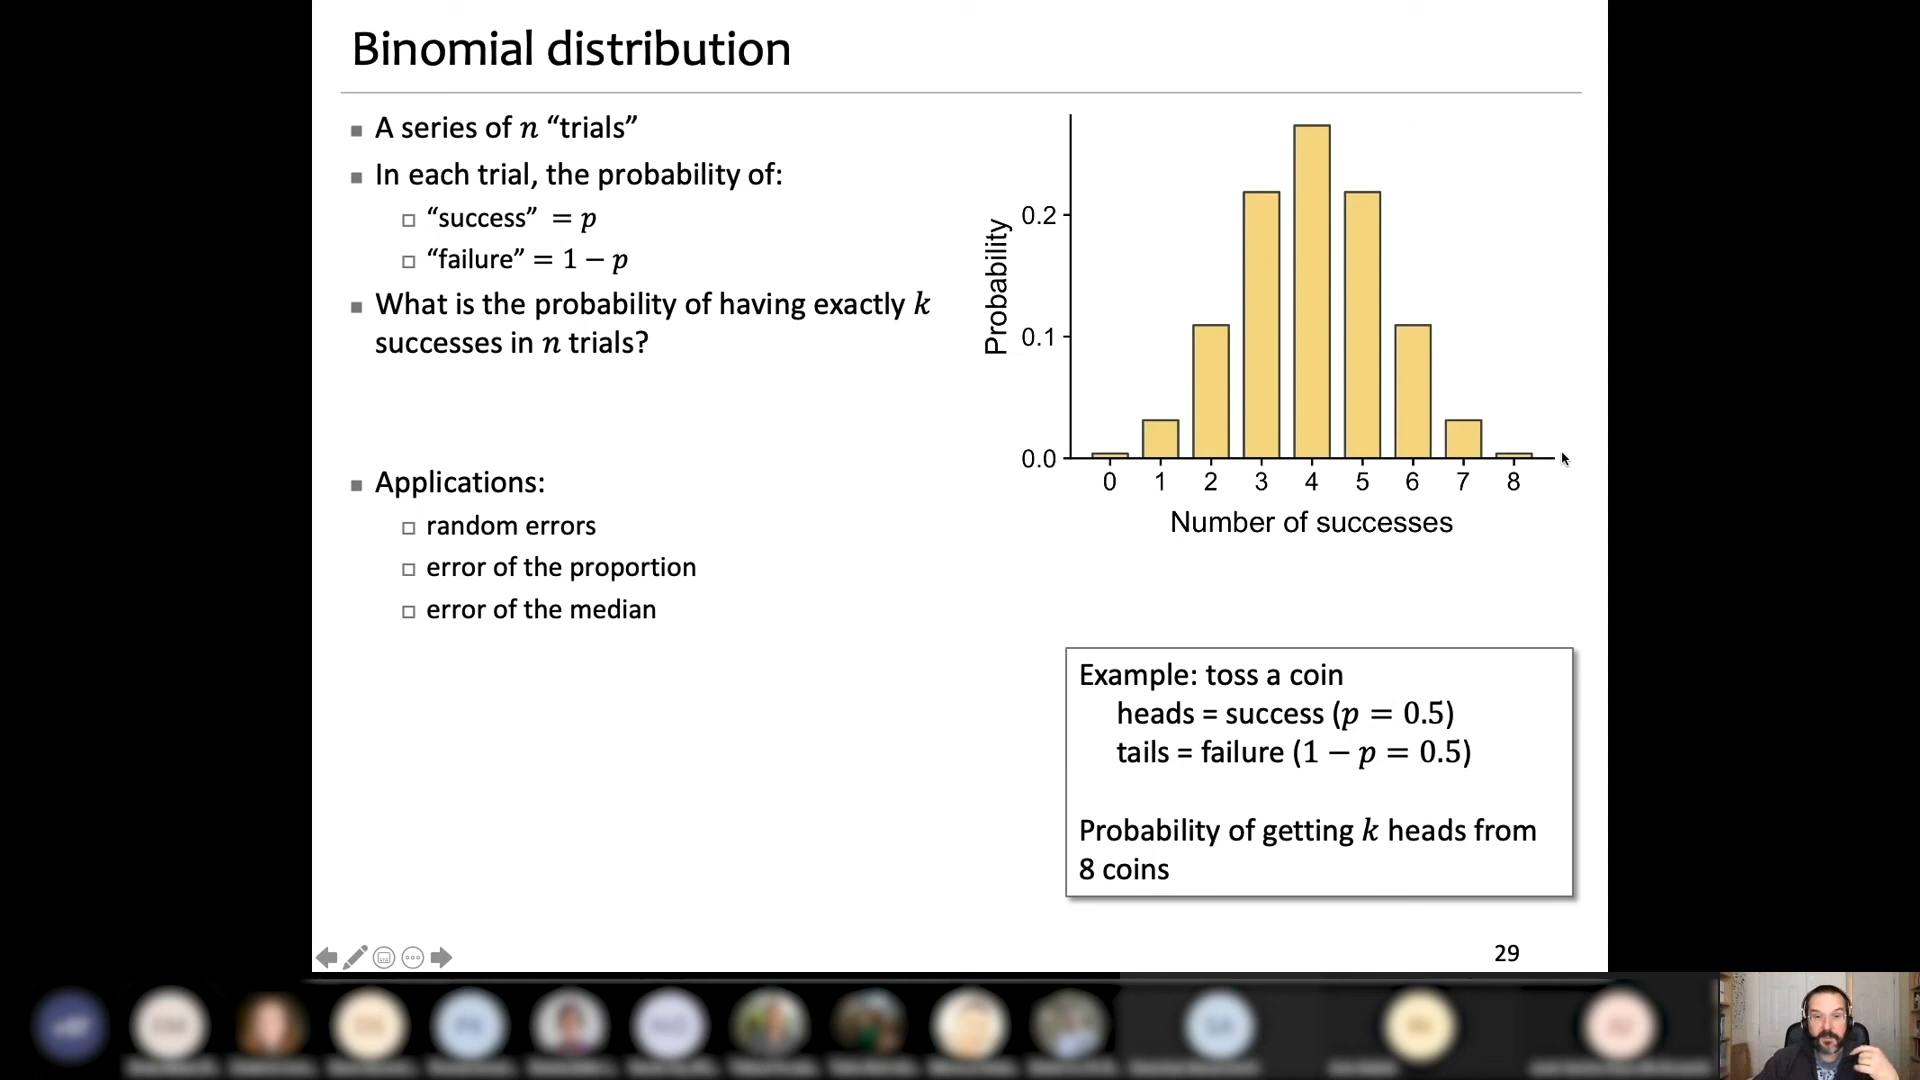 Binomial distribution
A series of n “trials”
In each trial, the probability of:
“success” = p
“failure” = 1 − p
What is the probability of having exactly k
successes in n trials?
Applications:
random errors
error of the proportion
error of the median
Probability
0.2
0.1
0.0
0 1 2 3 4 5 6 7 8
Number of successes
Example: toss a coin
heads = success (p = 0.5)
tails = failure (1 − p = 0.5)
Probability of getting k heads from
8 coins
29